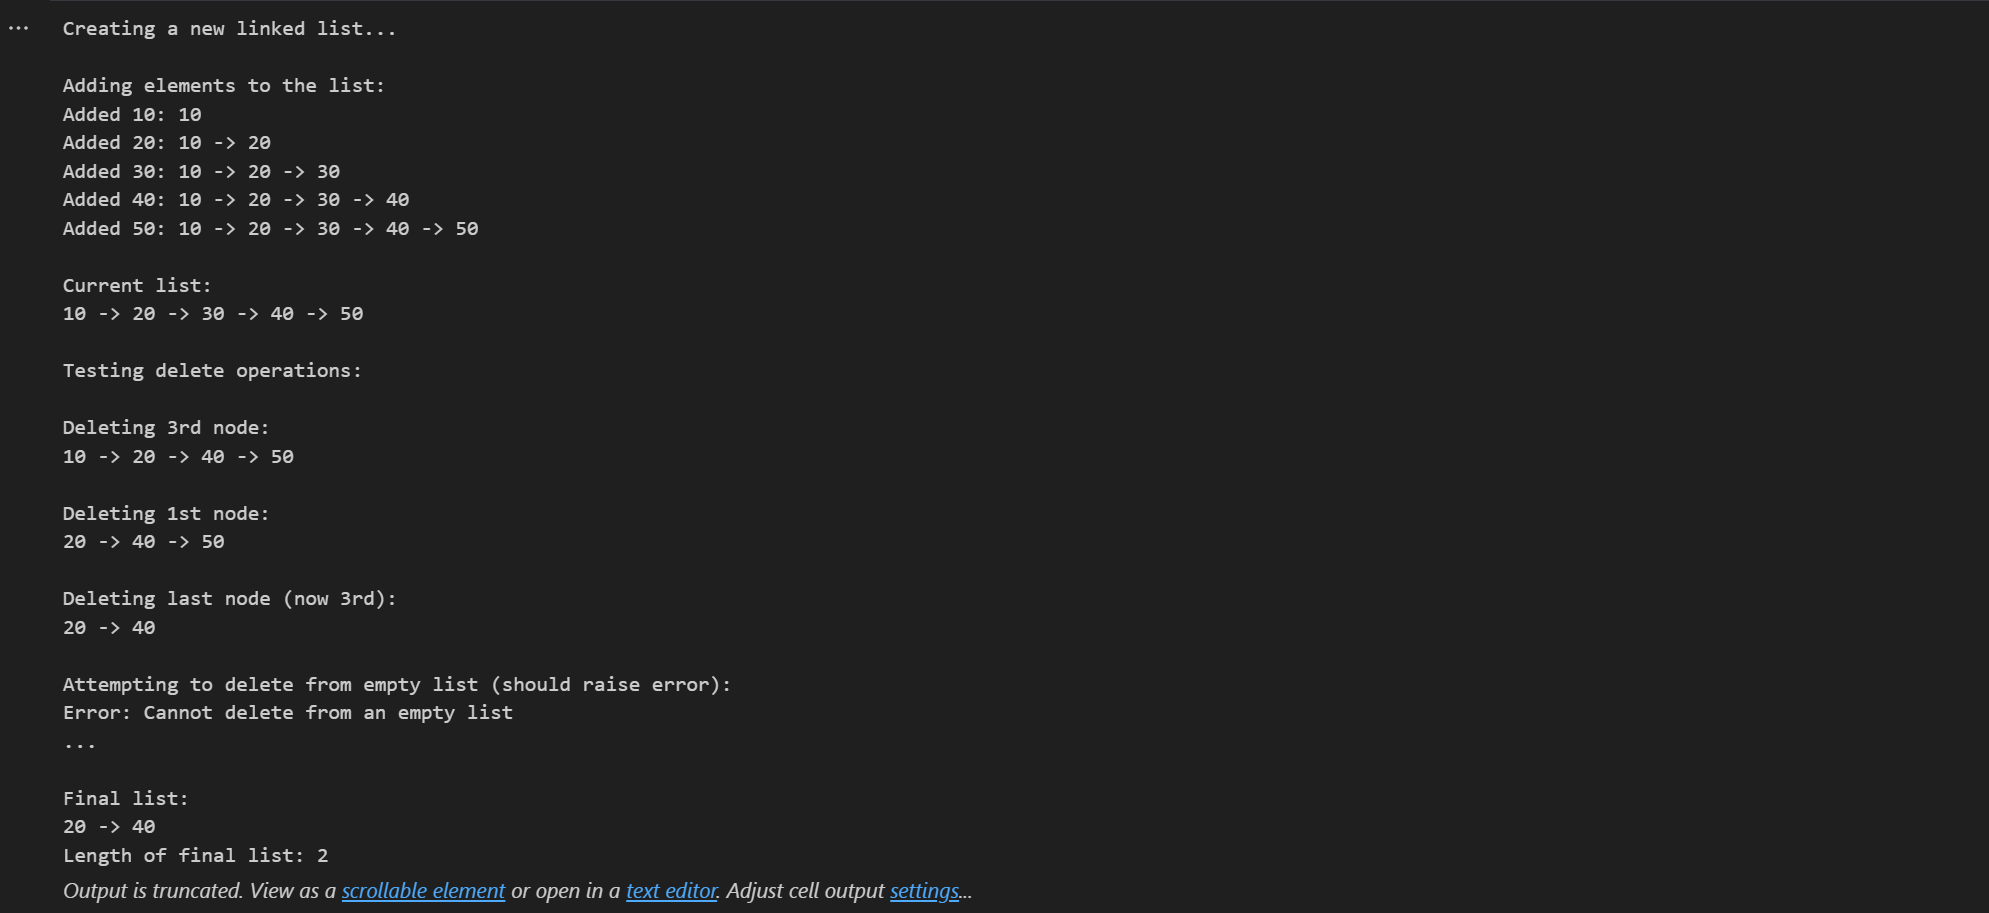 ...
Creating a new linked list...
Adding elements to the list:
Added 10: 10
Added 20: 10 -> 20
Added 30: 10 -> 20 -> 30
Added 40: 10 -> 20 -> 30 -> 40
Added 50: 10 -> 20 -> 30 -> 40 -> 50
Current list:
10 -> 20 -> 30 -> 40 -> 50
Testing delete operations:
Deleting 3rd node:
10 -> 20 -> 40 -> 50
Deleting 1st node:
20 -> 40 -> 50
Deleting last node (now 3rd):
20 -> 40
Attempting to delete from empty list (should raise error):
Error: Cannot delete from an empty list
...
Final list:
20 -> 40
Length of final list: 2
Output is truncated. View as a scrollable element or open in a text editor. Adjust cell output settings...